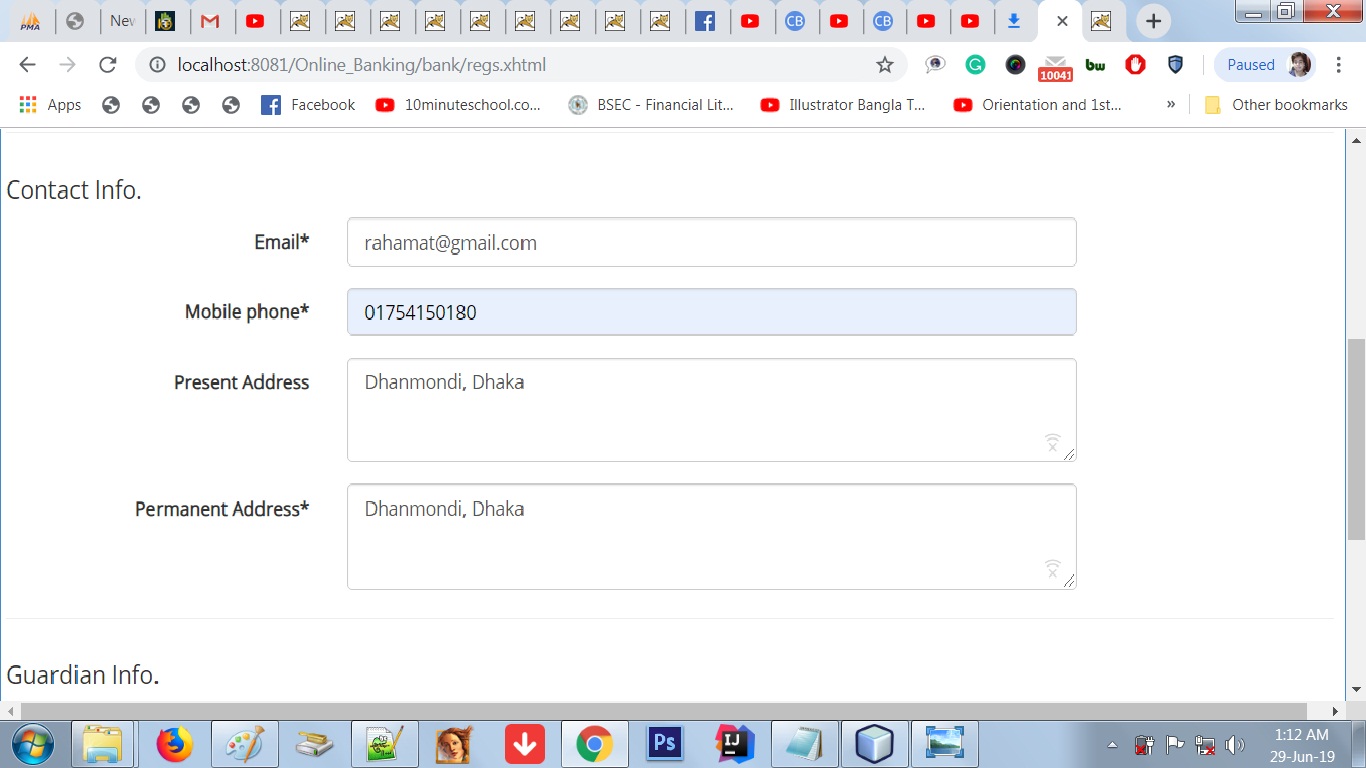 PMA
New
CB
CB
localhost:8081/Online_Banking/bank/regs.xhtml
10041
bw
Paused
Apps
Facebook
10minuteschool.co...
BSEC - Financial Lit...
Illustrator Bangla T...
Orientation and 1st...
»
Other bookmarks
Contact Info.
Email*
rahamat@gmail.com
Mobile phone*
01754150180
Present Address
Dhanmondi, Dhaka
Permanent Address*
Dhanmondi, Dhaka
Guardian Info.
Ps
IJ
1:12 AM
29-Jun-19